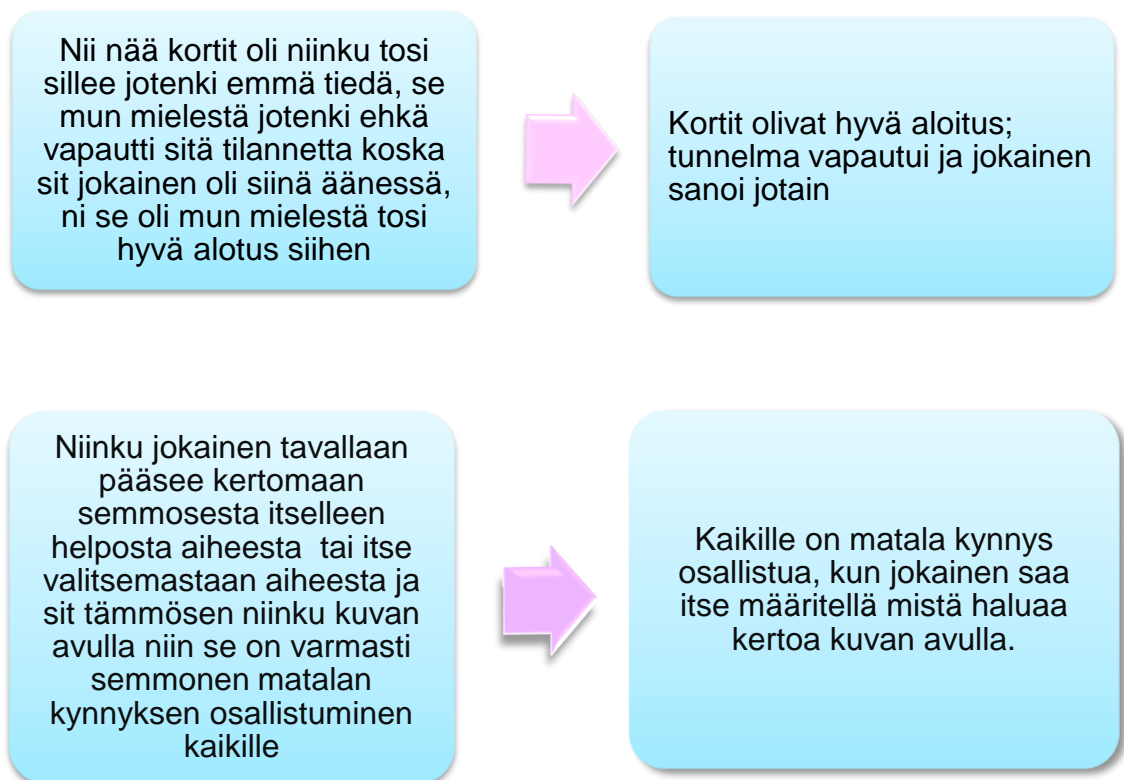 Nii nää kortit oli niinku tosi
sillee jotenki emmä tiedä, se
mun mielestä jotenki ehkä
vapautti sitä tilannetta koska
sit jokainen oli siinä äänessä,
ni se oli mun mielestä tosi
hyvä alotus siihen
Kortit olivat hyvä aloitus;
tunnelma vapautui ja jokainen
sanoi jotain
Niinku jokainen tavallaan
pääsee kertomaan
semmosesta itselleen
helposta aiheesta  tai itse
valitsemastaan aiheesta ja
sit tämmösen niinku kuvan
avulla niin se on varmasti
semmonen matalan
kynnyksen osallistuminen
kaikille
Kaikille on matala kynnys
osallistua, kun jokainen saa
itse määritellä mistä haluaa
kertoa kuvan avulla.